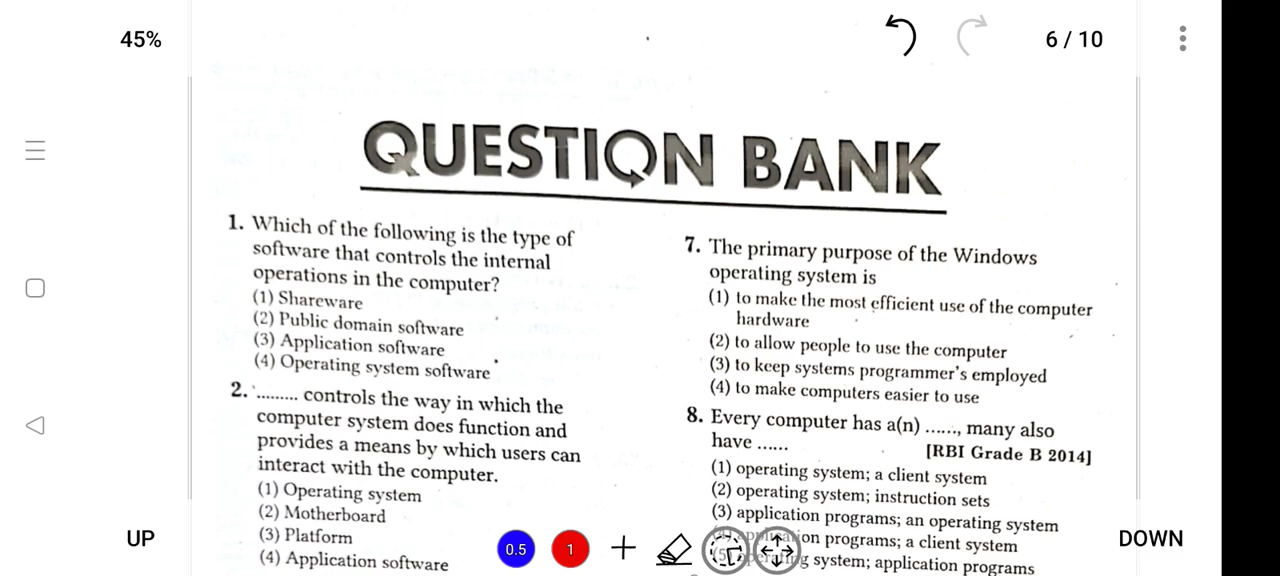 45%
6 / 10
QUESTION BANK
1. Which of the following is the type of
software that controls the internal
operations in the computer?
(1) Shareware
(2) Public domain software
(3) Application software
(4) Operating system software
2. ......... controls the way in which the
computer system does function and
provides a means by which users can
interact with the computer.
(1) Operating system
(2) Motherboard
(3) Platform
(4) Application software
7. The primary purpose of the Windows
operating system is
(1) to make the most efficient use of the computer
hardware
(2) to allow people to use the computer
(3) to keep systems programmer's employed
(4) to make computers easier to use
8. Every computer has a(n) ......, many also
have ......
[RBI Grade B 2014]
(1) operating system; a client system
(2) operating system; instruction sets
(3) application programs; an operating system
(4) application programs; a client system
(5) operating system; application programs
UP
0.5
1
DOWN